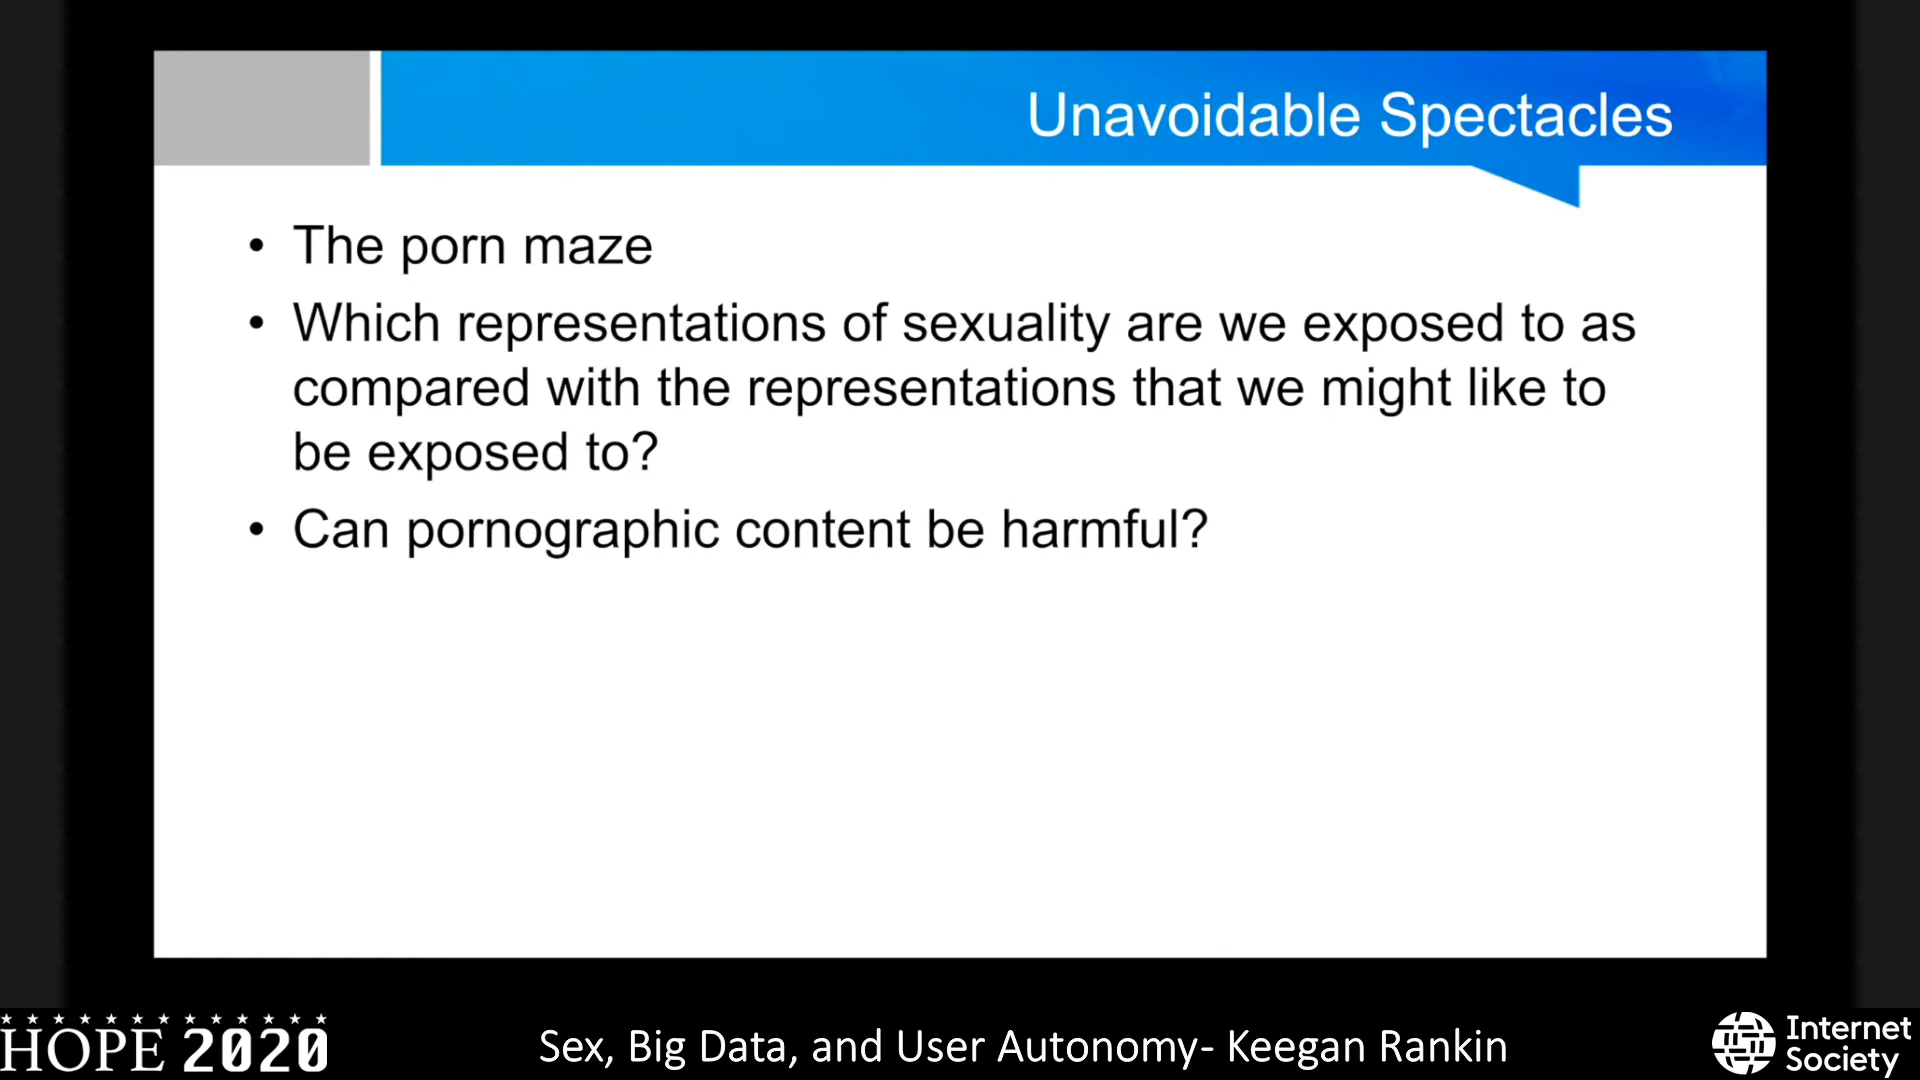 Unavoidable Spectacles
• The porn maze
• Which representations of sexuality are we exposed to as
compared with the representations that we might like to
be exposed to?
• Can pornographic content be harmful?
HOPE 2020
Sex, Big Data, and User Autonomy- Keegan Rankin
Internet
Society